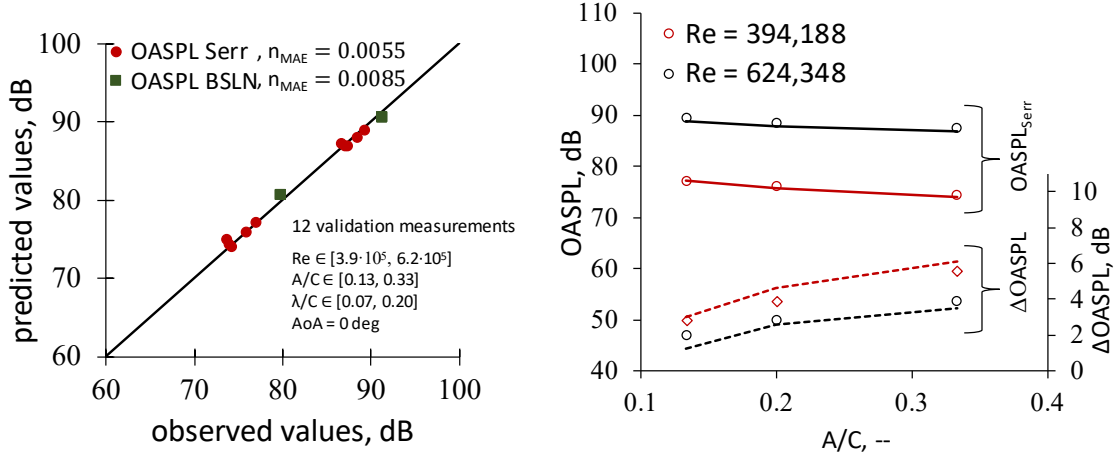 100
90
80
70
60
60
70
80
90
100
predicted values, dB
observed values, dB
OASPL Serr , nMAE = 0.0055
OASPL BSLN, nMAE = 0.0085
12 validation measurements
Re ∈ [3.9·10⁵, 6.2·10⁵]
A/C ∈ [0.13, 0.33]
λ/C ∈ [0.07, 0.20]
AoA = 0 deg
110
100
90
80
70
60
50
40
OASPL, dB
Re = 394,188
Re = 624,348
OASPLSerr
ΔOASPL
10
8
6
4
2
0
ΔOASPL, dB
0.1
0.2
0.3
0.4
A/C, --